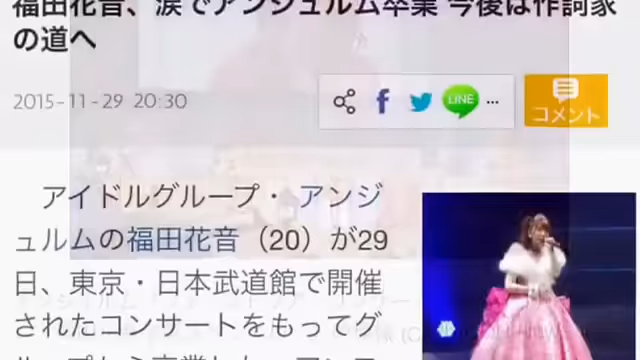 福田花音、涙でアンジュルム卒業 今後は作詞家
の道へ
2015-11-29 20:30
LINE
...
コメント
アイドルグループ・アンジ
ュルムの福田花音（20）が29
日、東京・日本武道館で開催
されたコンサートをもってグ